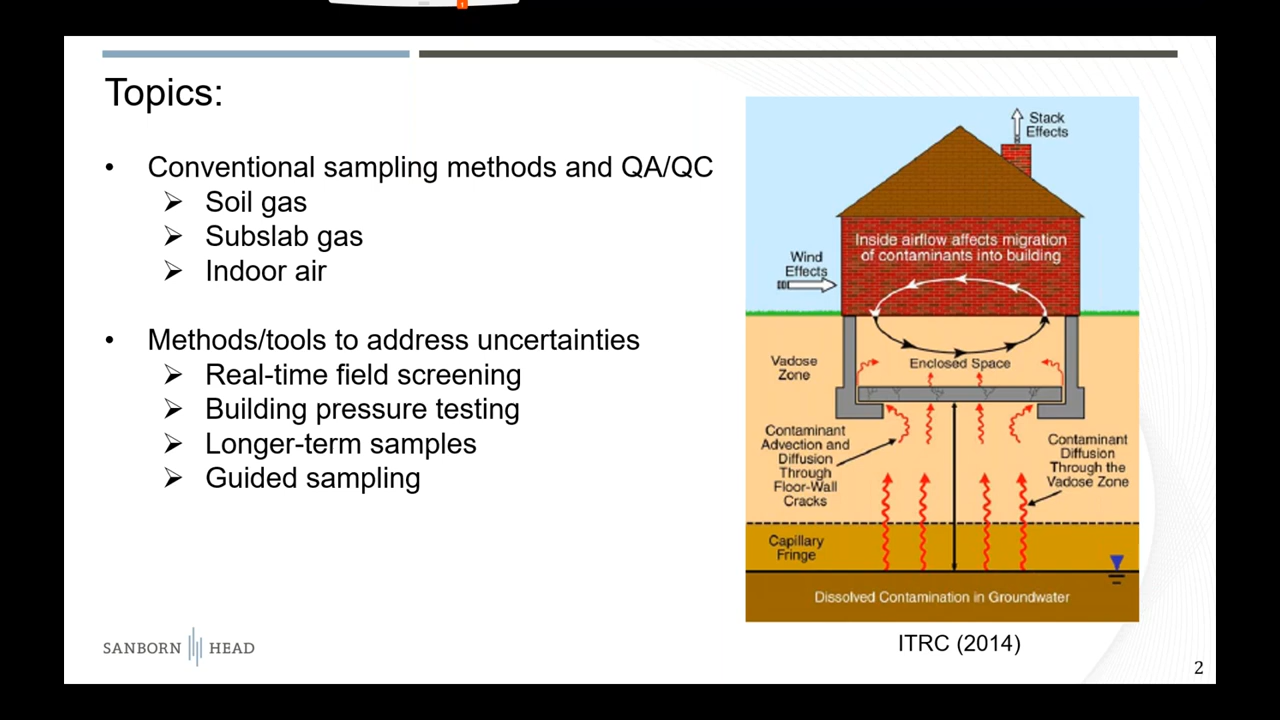 Topics:
• Conventional sampling methods and QA/QC
➢ Soil gas
➢ Subslab gas
➢ Indoor air
• Methods/tools to address uncertainties
➢ Real-time field screening
➢ Building pressure testing
➢ Longer-term samples
➢ Guided sampling
Stack
Effects
Inside airflow affects migration
of contaminants into building
Wind
Effects
Vadose
Zone
Enclosed Space
Contaminant
Advection and
Diffusion
Through
Floor-Wall
Cracks
Contaminant
Diffusion
Through the
Vadose Zone
Capillary
Fringe
Dissolved Contamination in Groundwater
ITRC (2014)
SANBORN HEAD
2